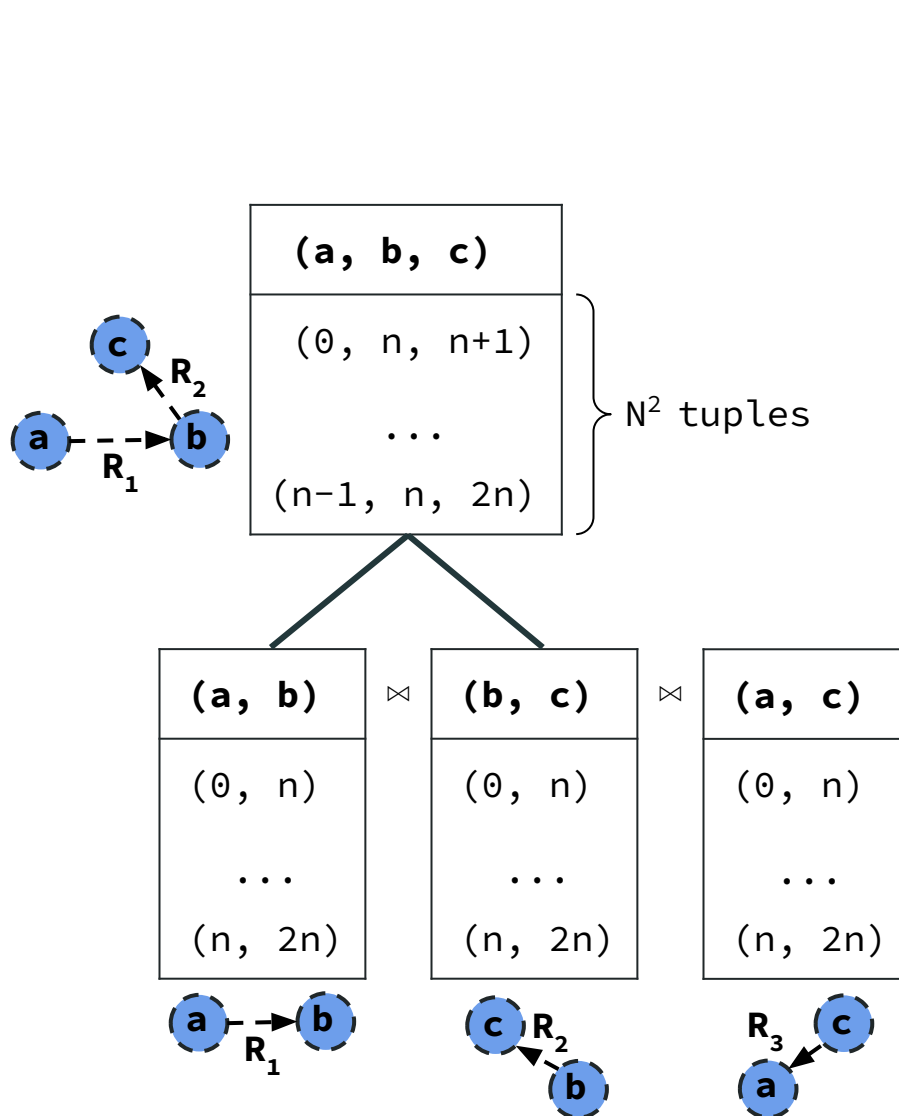 (a, b, c)
(0, n, n+1)
...
(n-1, n, 2n)
N² tuples
c
R₂
a
b
R₁
(a, b)
⋈
(b, c)
⋈
(a, c)
(0, n)
(0, n)
(0, n)
...
...
...
(n, 2n)
(n, 2n)
(n, 2n)
a
b
R₁
c
R₂
b
R₃
c
a